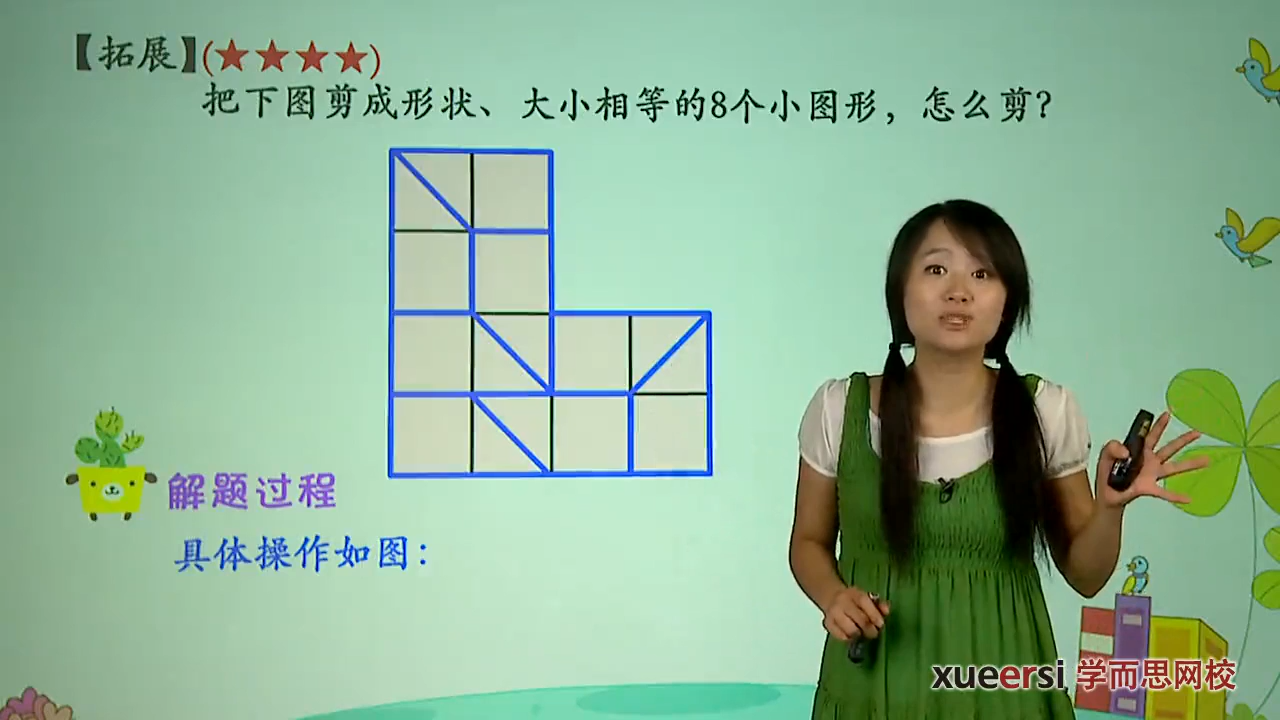 【拓展】(★★★★)
把下图剪成形状、大小相等的8个小图形，怎么剪？
解题过程
具体操作如图：
xueersi 学而思网校